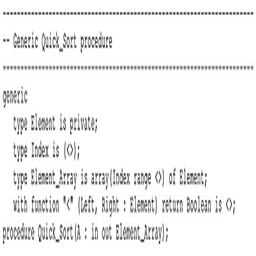 -----------------------------------------------------------------------
-- Generic Quick_Sort procedure
-----------------------------------------------------------------------
generic
type Element is private;
type Index is (<>);
type Element_Array is array(Index range <>) of Element;
with function "<" (Left, Right : Element) return Boolean is <>;
procedure Quick_Sort(A : in out Element_Array);